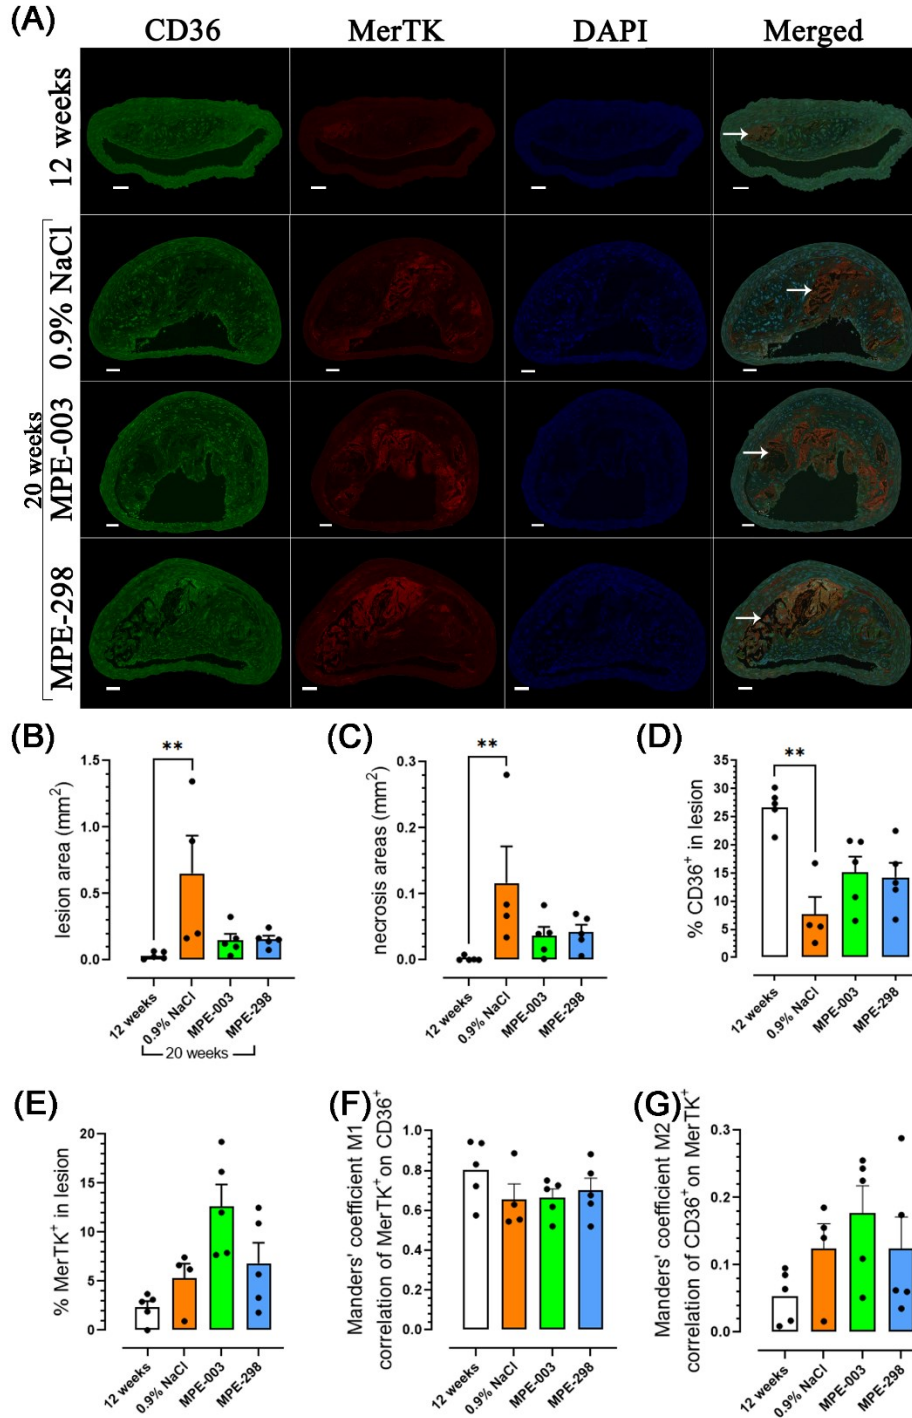 (A)
CD36 MerTK DAPI Merged
12 weeks
20 weeks
0.9% NaCl
MPE-003
MPE-298
(B)
**
lesion area (mm²)
1.5
1.0
0.5
0.0
12 weeks
0.9% NaCl
MPE-003
MPE-298
20 weeks
(C)
**
necrosis areas (mm²)
0.3
0.2
0.1
0.0
12 weeks
0.9% NaCl
MPE-003
MPE-298
(D)
**
% CD36⁺ in lesion
35
30
25
20
15
10
5
0
12 weeks
0.9% NaCl
MPE-003
MPE-298
(E)
% MerTK⁺ in lesion
20
15
10
5
0
12 weeks
0.9% NaCl
MPE-003
MPE-298
(F)
Manders' coefficient M1
correlation of MerTK⁺ on CD36⁺
1.0
0.8
0.6
0.4
0.2
0.0
12 weeks
0.9% NaCl
MPE-003
MPE-298
(G)
Manders' coefficient M2
correlation of CD36⁺ on MerTK⁺
0.3
0.2
0.1
0.0
12 weeks
0.9% NaCl
MPE-003
MPE-298